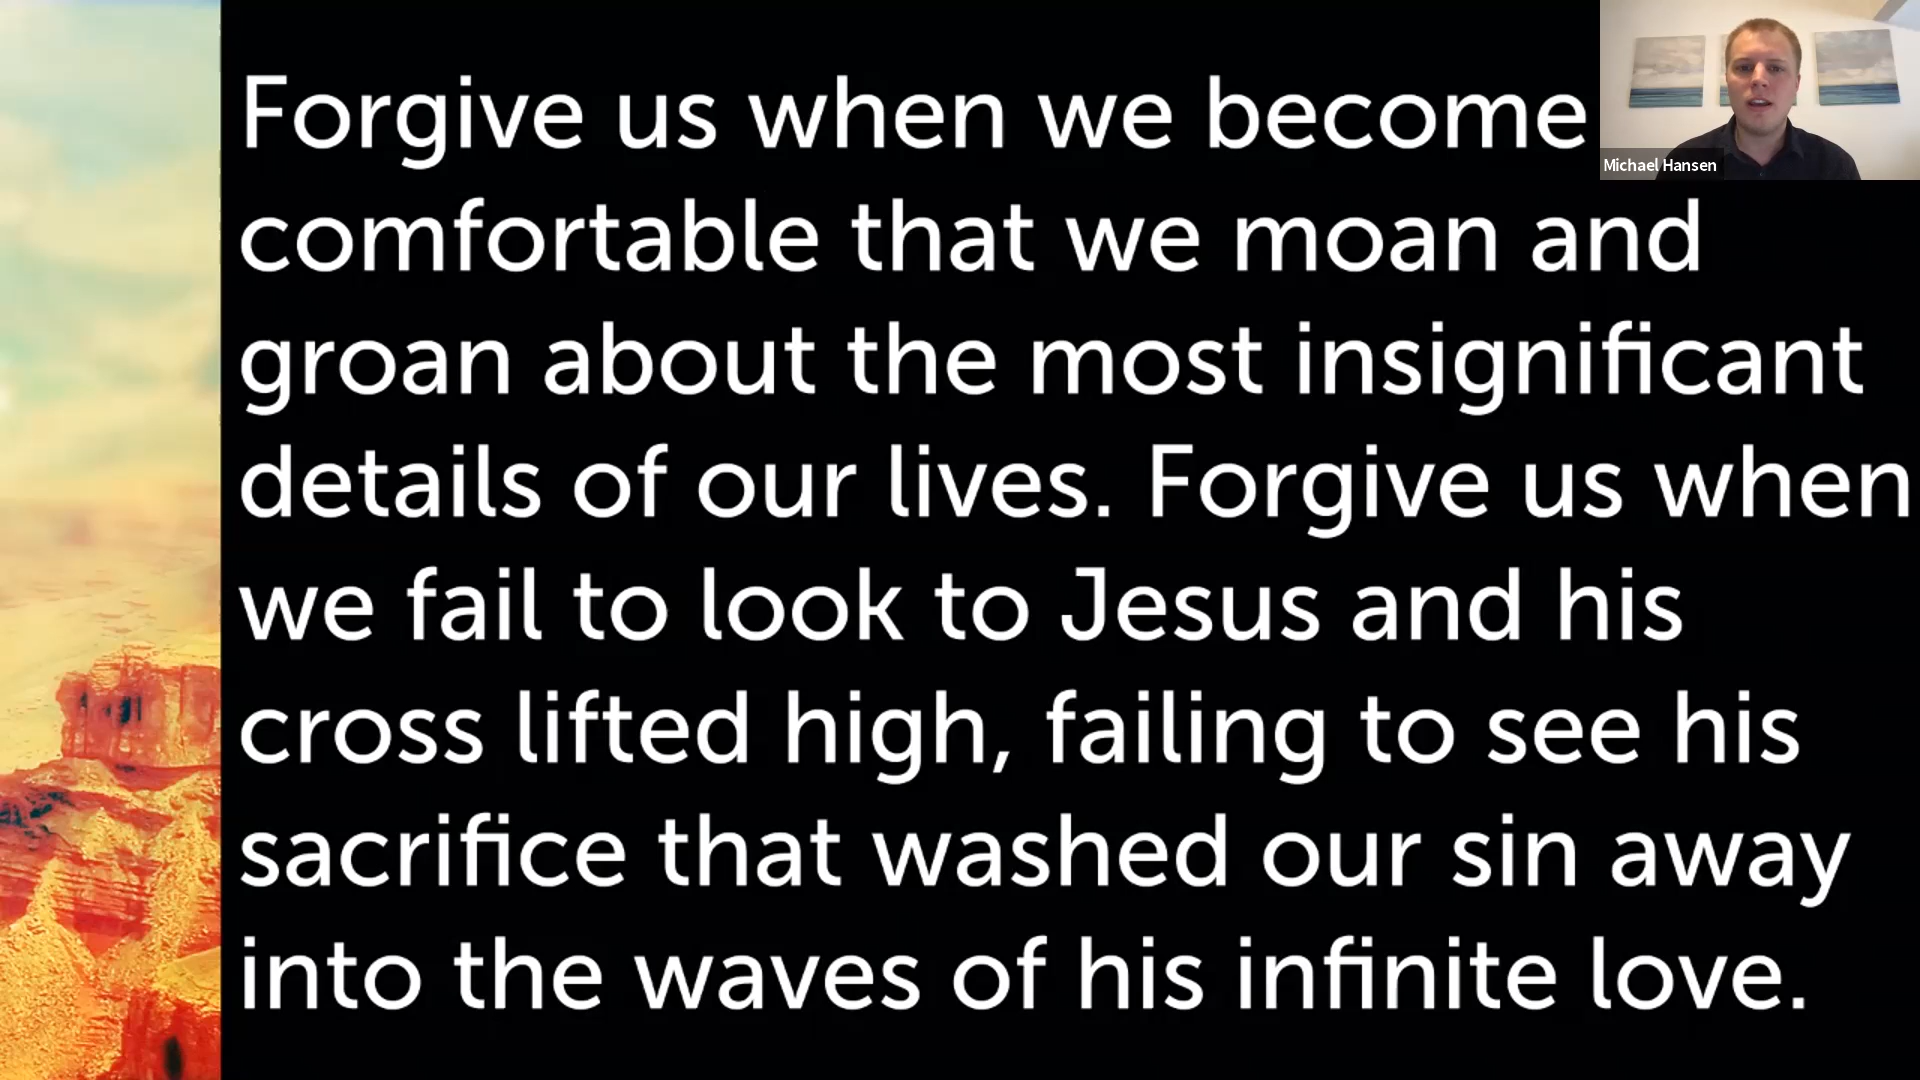 Forgive us when we become
comfortable that we moan and
groan about the most insignificant
details of our lives. Forgive us when
we fail to look to Jesus and his
cross lifted high, failing to see his
sacrifice that washed our sin away
into the waves of his infinite love.
Michael Hansen